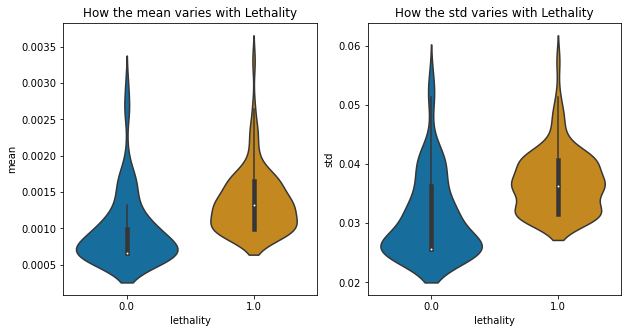 How the mean varies with Lethality
How the std varies with Lethality
0.0035
0.0030
0.0025
0.0020
0.0015
0.0010
0.0005
mean
0.0
1.0
lethality
0.06
0.05
0.04
0.03
0.02
std
0.0
1.0
lethality